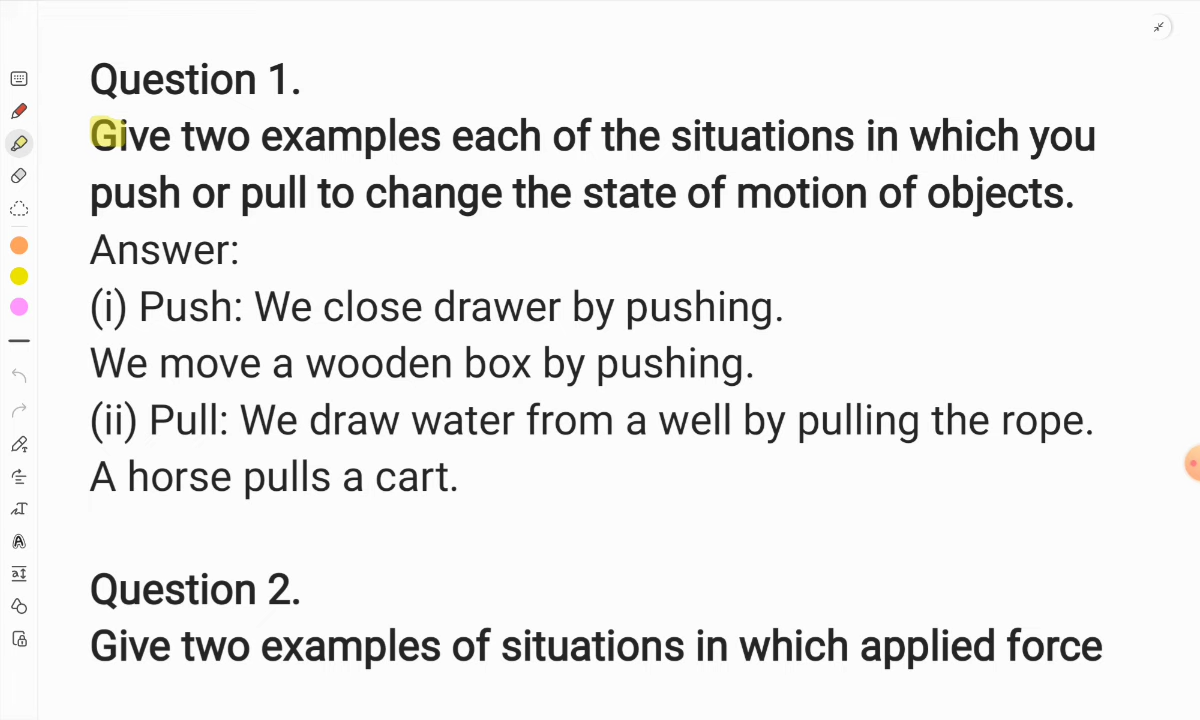 Question 1.
Give two examples each of the situations in which you
push or pull to change the state of motion of objects.
Answer:
(i) Push: We close drawer by pushing.
We move a wooden box by pushing.
(ii) Pull: We draw water from a well by pulling the rope.
A horse pulls a cart.
Question 2.
Give two examples of situations in which applied force